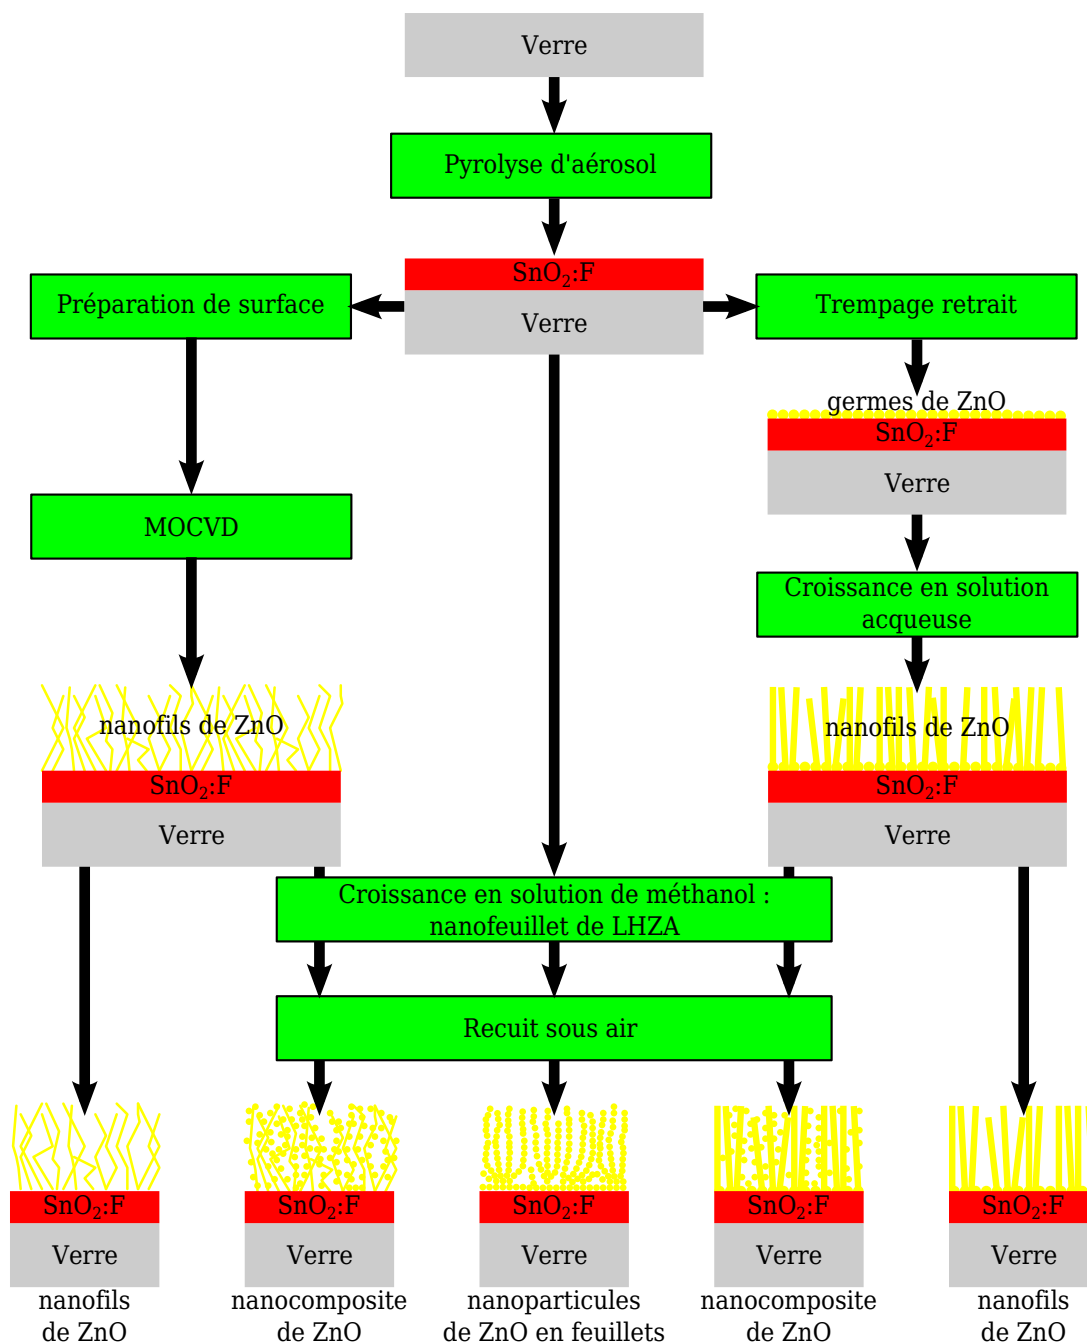 Verre
Pyrolyse d'aérosol
SnO₂:F
Verre
Préparation de surface
Trempage retrait
germes de ZnO
SnO₂:F
Verre
MOCVD
Croissance en solution
acqueuse
nanofils de ZnO
SnO₂:F
Verre
nanofils de ZnO
SnO₂:F
Verre
Croissance en solution de méthanol :
nanofeuillet de LHZA
Recuit sous air
SnO₂:F
Verre
nanofils
de ZnO
SnO₂:F
Verre
nanocomposite
de ZnO
SnO₂:F
Verre
nanoparticules
de ZnO en feuillets
SnO₂:F
Verre
nanocomposite
de ZnO
SnO₂:F
Verre
nanofils
de ZnO